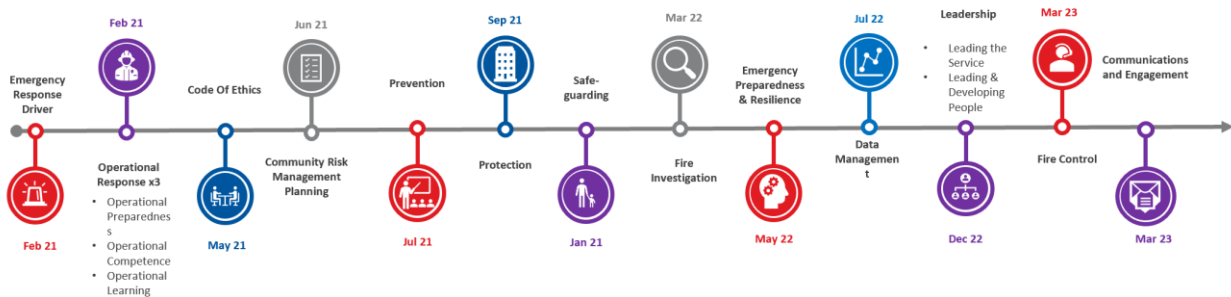 Emergency
Response
Driver
Feb 21
Feb 21
Operational
Response x3
• Operational
Preparednes
s
• Operational
Competence
• Operational
Learning
Code Of Ethics
May 21
Jun 21
Community Risk
Management
Planning
Prevention
Jul 21
Sep 21
Protection
Safe-
guarding
Jan 21
Mar 22
Fire
Investigation
Emergency
Preparedness
& Resilience
May 22
Jul 22
Data
Managemen
t
Leadership
• Leading the
Service
• Leading &
Developing
People
Dec 22
Mar 23
Fire Control
Communications
and Engagement
Mar 23